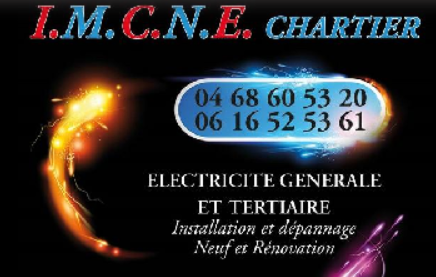 I.M.C.N.E. CHARTIER
04 68 60 53 20
06 16 52 53 61
ELECTRICITE GENERALE
ET TERTIAIRE
Installation et dépannage
Neuf et Rénovation